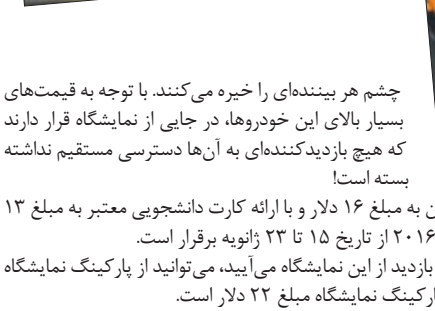 چشم هر بیننده‌ای را خیره می‌کنند. با توجه به قیمت‌های
بسیار بالای این خودروها، در جایی از نمایشگاه قرار دارند
که هیچ بازدیدکننده‌ای به آن‌ها دسترسی مستقیم نداشته
بسته است!
ن به مبلغ ۱۶ دلار و با ارائه کارت دانشجویی معتبر به مبلغ ۱۳
۲۰۱۶ از تاریخ ۱۵ تا ۲۳ ژانویه برقرار است.
بازدید از این نمایشگاه می‌آیید، می‌توانید از پارکینگ نمایشگاه
ارکینگ نمایشگاه مبلغ ۲۲ دلار است.